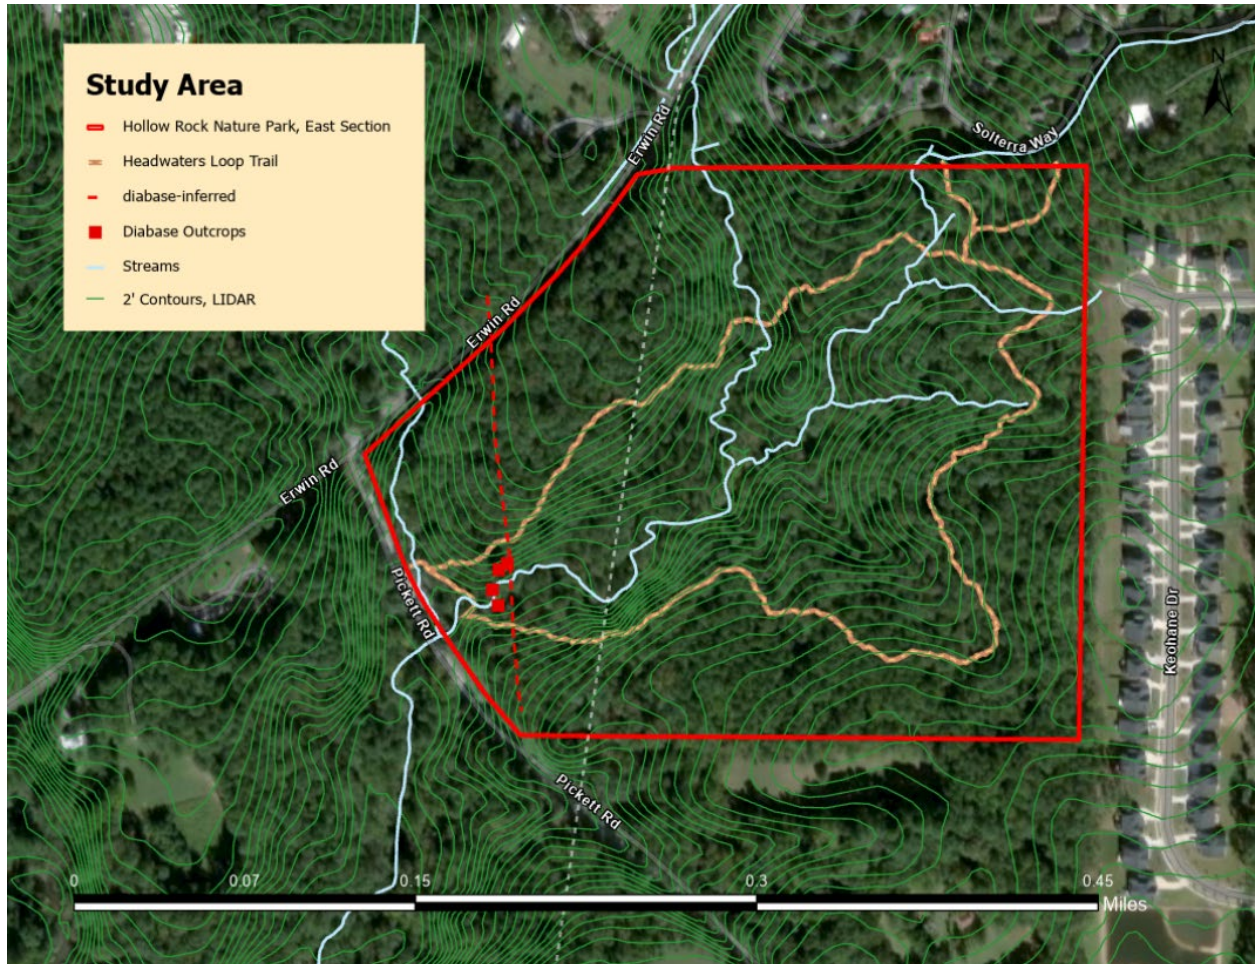 Study Area
Hollow Rock Nature Park, East Section
Headwaters Loop Trail
diabase-inferred
Diabase Outcrops
Streams
2' Contours, LIDAR
N
Erwin Rd
Solterra Way
Erwin Rd
Erwin Rd
Pickett Rd
Keohane Dr
Pickett Rd
0 0.07 0.15 0.3 0.45
Miles